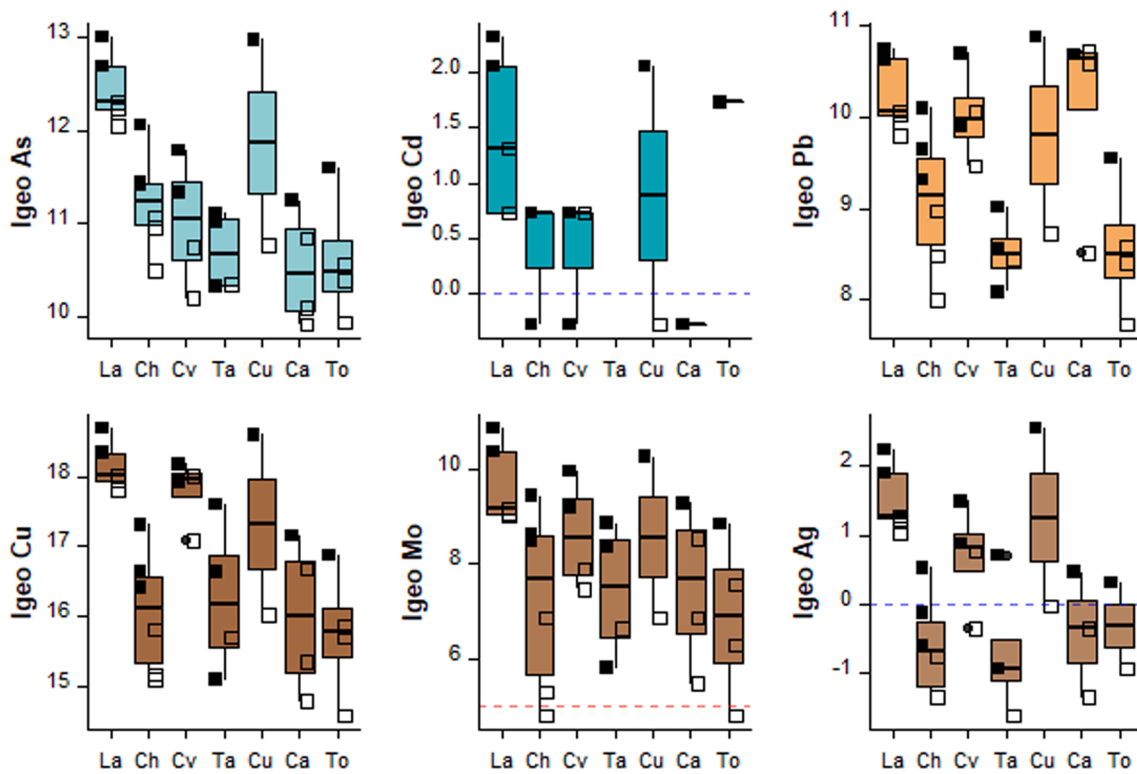 Igeo As
13
12
11
10
La Ch Cv Ta Cu Ca To
Igeo Cd
2.0
1.5
1.0
0.5
0.0
La Ch Cv Ta Cu Ca To
Igeo Pb
11
10
9
8
La Ch Cv Ta Cu Ca To
Igeo Cu
18
17
16
15
La Ch Cv Ta Cu Ca To
Igeo Mo
10
8
6
La Ch Cv Ta Cu Ca To
Igeo Ag
2
1
0
-1
La Ch Cv Ta Cu Ca To